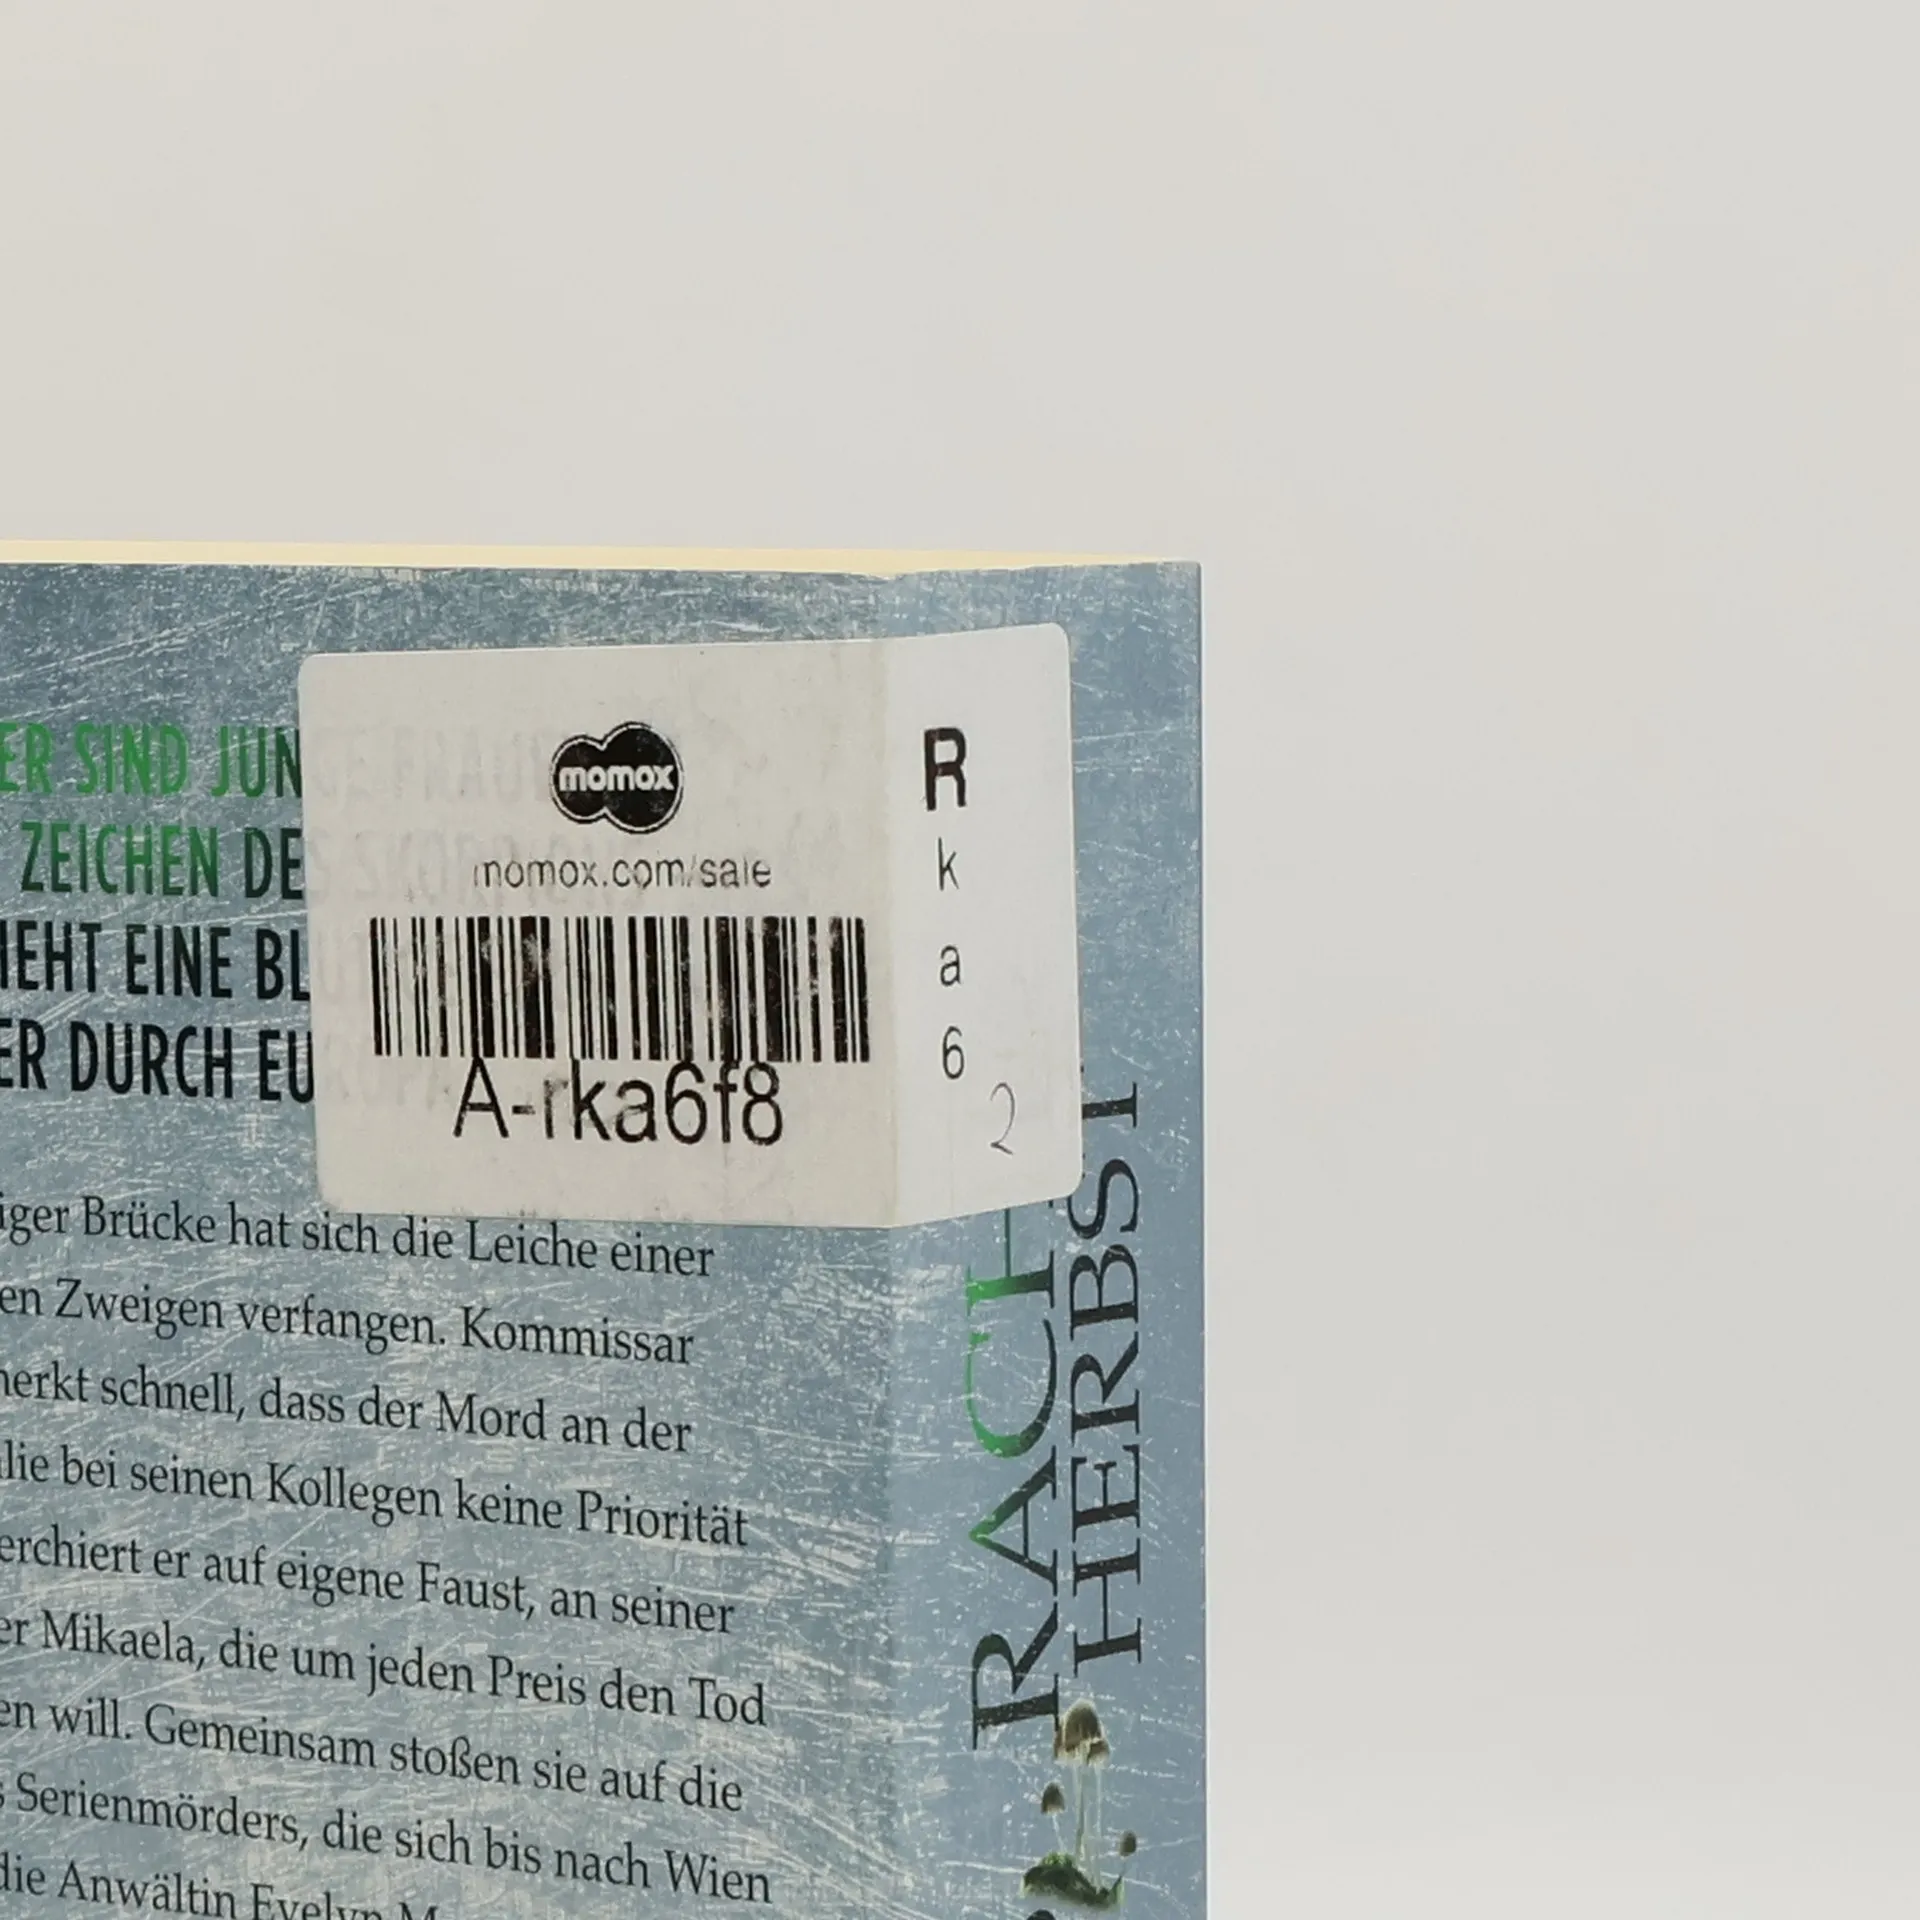 ER SIND JUN
ZEICHEN DE
IEHT EINE BL
ER DURCH EU
momox
momox.com/sale
A-rka6f8
R
k
a
6
2
iger Brücke hat sich die Leiche einer
en Zweigen verfangen. Kommissar
merkt schnell, dass der Mord an der
lie bei seinen Kollegen keine Priorität
erchiert er auf eigene Faust, an seiner
er Mikaela, die um jeden Preis den Tod
en will. Gemeinsam stoßen sie auf die
s Serienmörders, die sich bis nach Wien
die Anwältin Evelyn M
RACH
HERBST